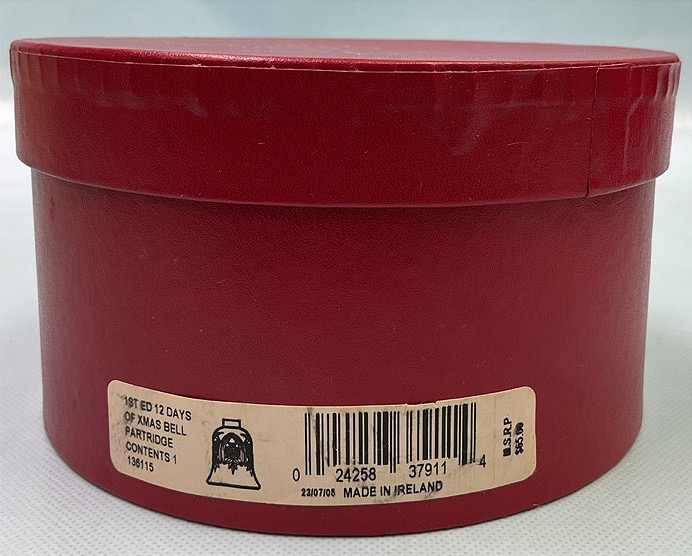 1ST ED 12 DAYS
OF XMAS BELL
PARTRIDGE
CONTENTS 1
136115
0 24258 37911 4
23/07/05 MADE IN IRELAND
M.S.R.P
$65.00